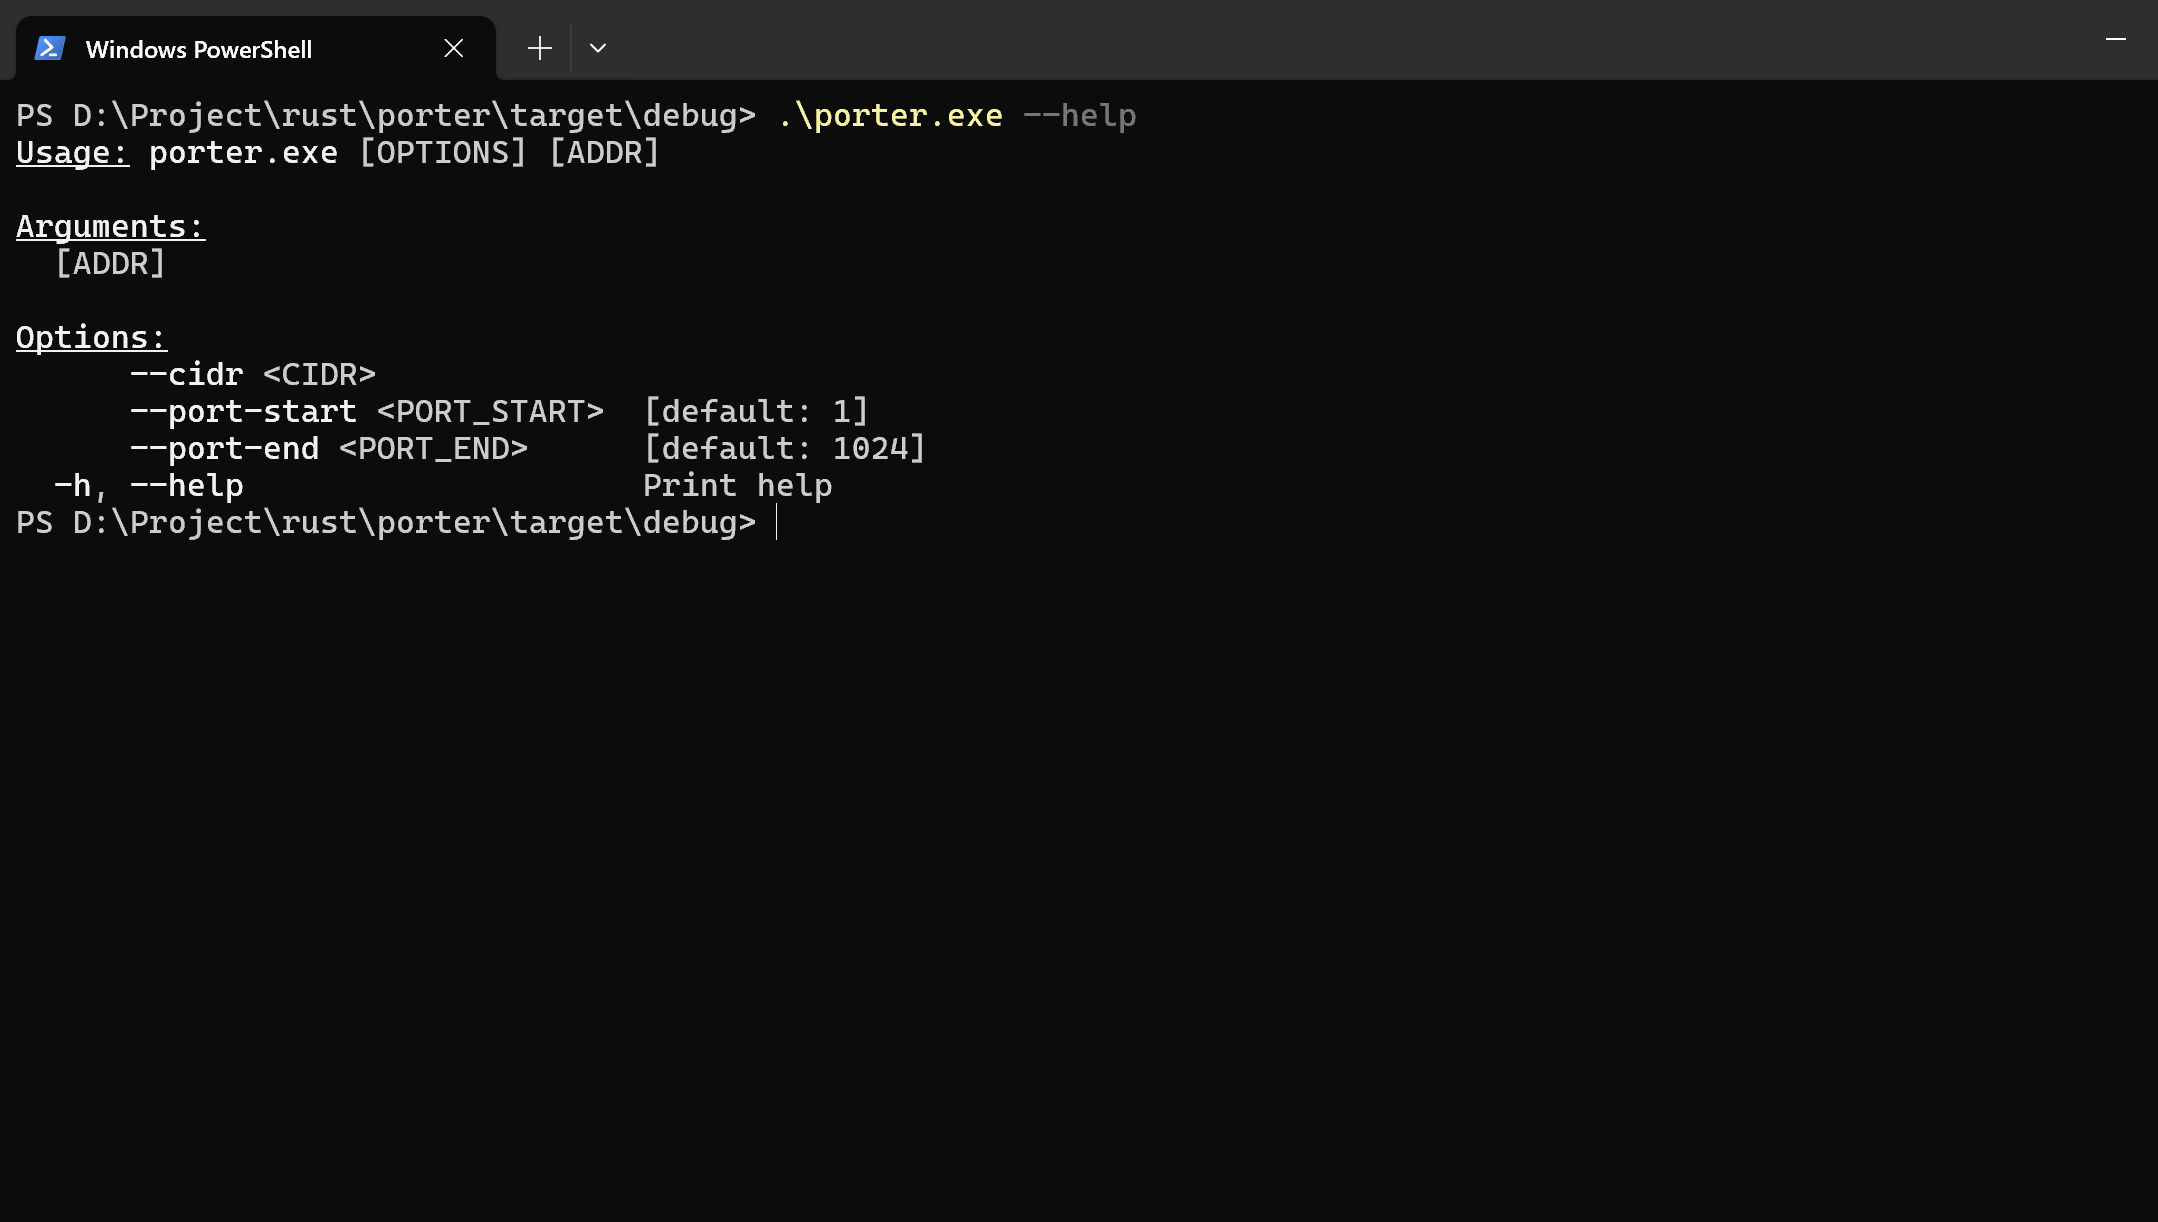 Windows PowerShell
PS D:\Project\rust\porter\target\debug> .\porter.exe --help
Usage: porter.exe [OPTIONS] [ADDR]
Arguments:
[ADDR]
Options:
--cidr <CIDR>
--port-start <PORT_START> [default: 1]
--port-end <PORT_END> [default: 1024]
-h, --help Print help
PS D:\Project\rust\porter\target\debug>